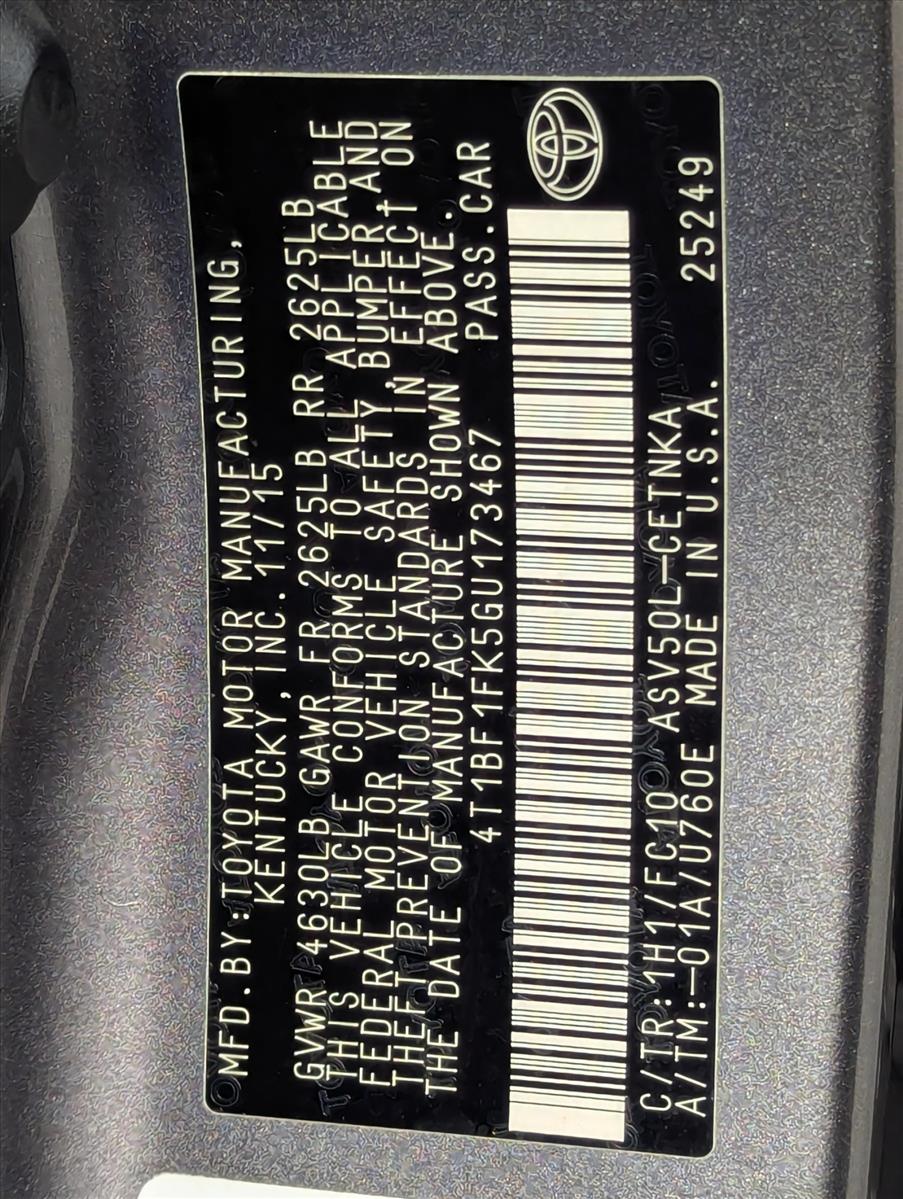 MFD.BY:TOYOTA MOTOR MANUFACTURING,
KENTUCKY, INC. 11/15
GVWR 4630LB GAWR FR 2625LB RR 2625LB
THIS VEHICLE CONFORMS TO ALL APPLICABLE
FEDERAL MOTOR VEHICLE SAFETY, BUMPER, AND
THEFT PREVENTION STANDARDS IN EFFECT ON
THE DATE OF MANUFACTURE SHOWN ABOVE.
4T1BF1FK5GU173467 PASS.CAR
C/TR:1H1/FC10 ASV50L-CETNKA 25249
A/TM:-01A/U760E MADE IN U.S.A.